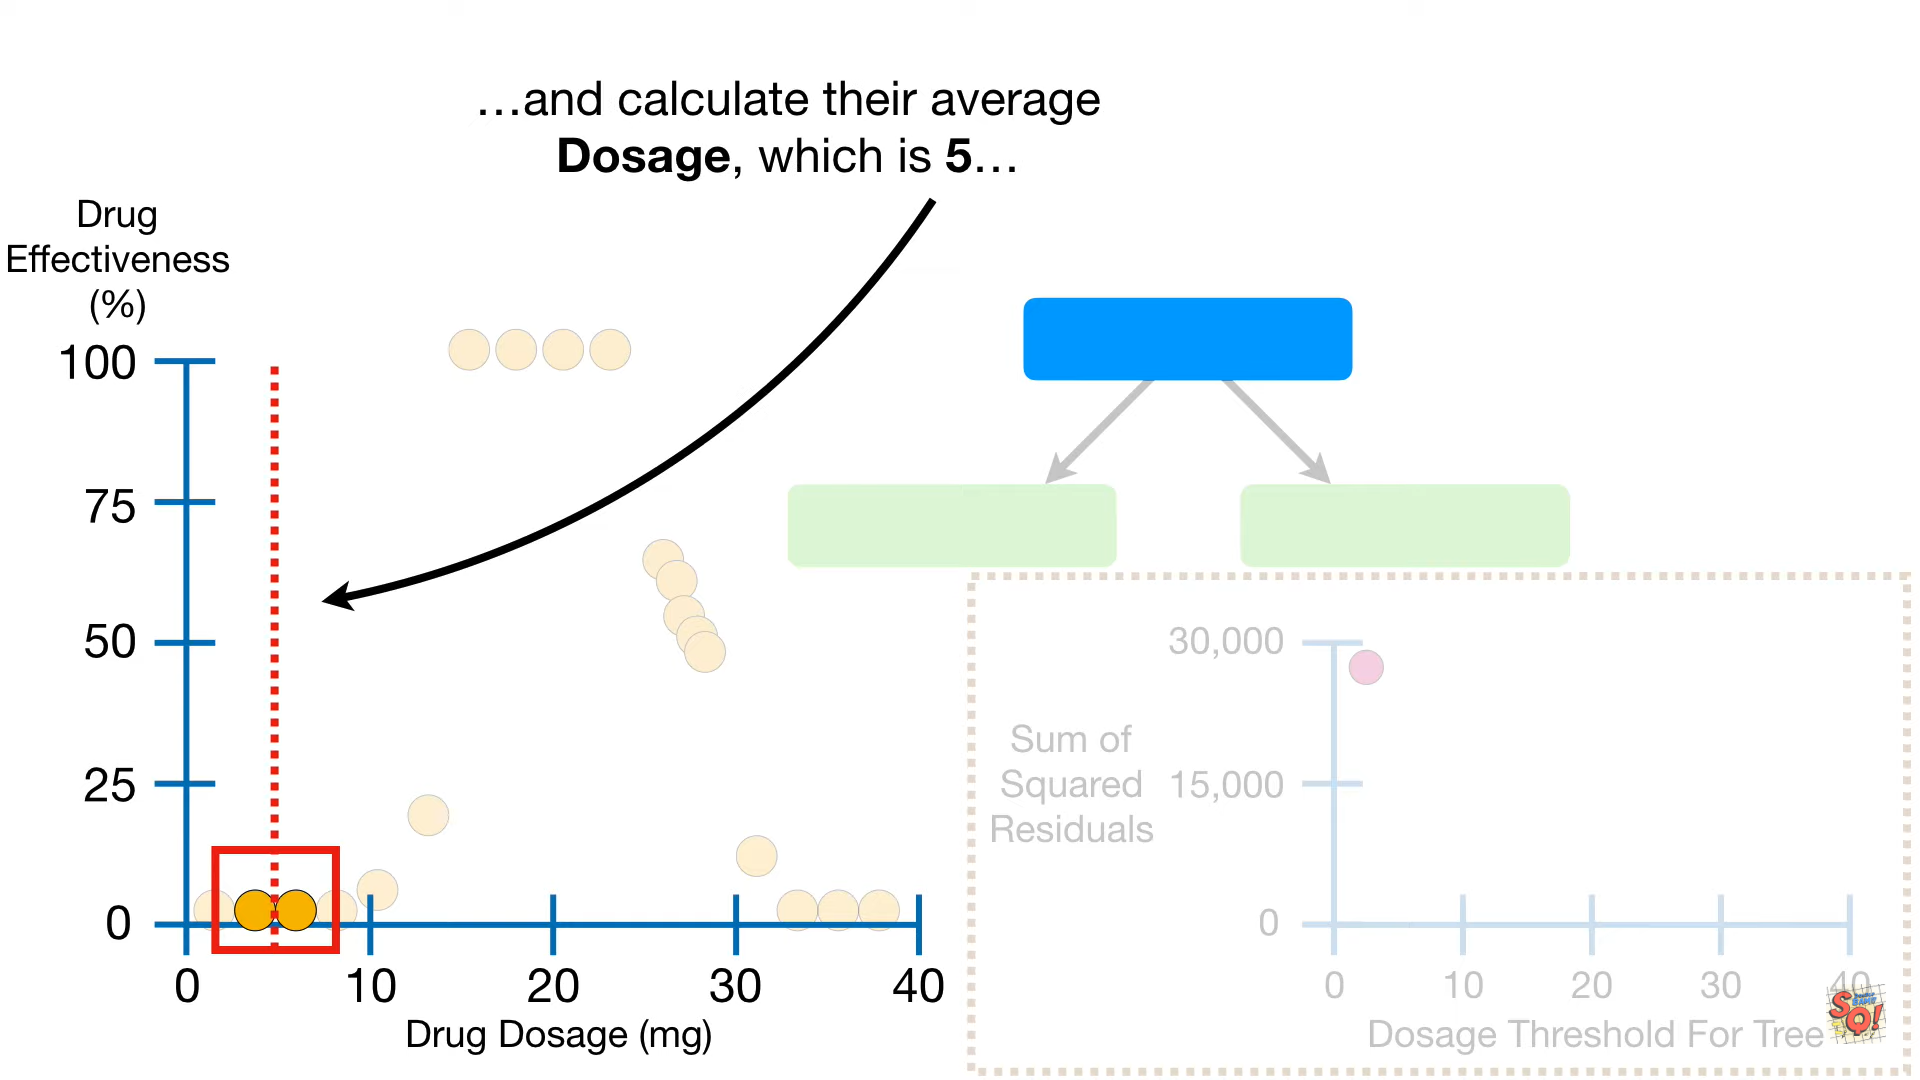 …and calculate their average
Dosage, which is 5…
Drug
Effectiveness
(%)
100
75
50
25
0
0 10 20 30 40
Drug Dosage (mg)
30,000
15,000
0
Sum of
Squared
Residuals
0 10 20 30 40
Dosage Threshold For Tree
SQ!